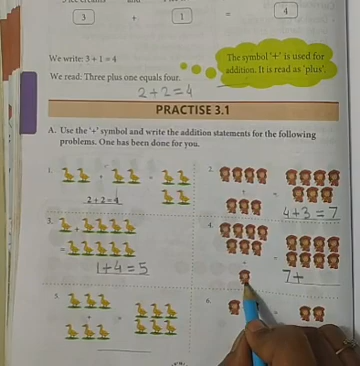 3 + 1 = 4
We write: 3 + 1 = 4
We read: Three plus one equals four.
The symbol '+' is used for
addition. It is read as 'plus'.
2+2=4
PRACTISE 3.1
A. Use the '+' symbol and write the addition statements for the following
problems. One has been done for you.
1. + =
2+2=4
2. + =
4+3=7
3. +
=
1+4=5
4. + =
7+
5. + =
6.